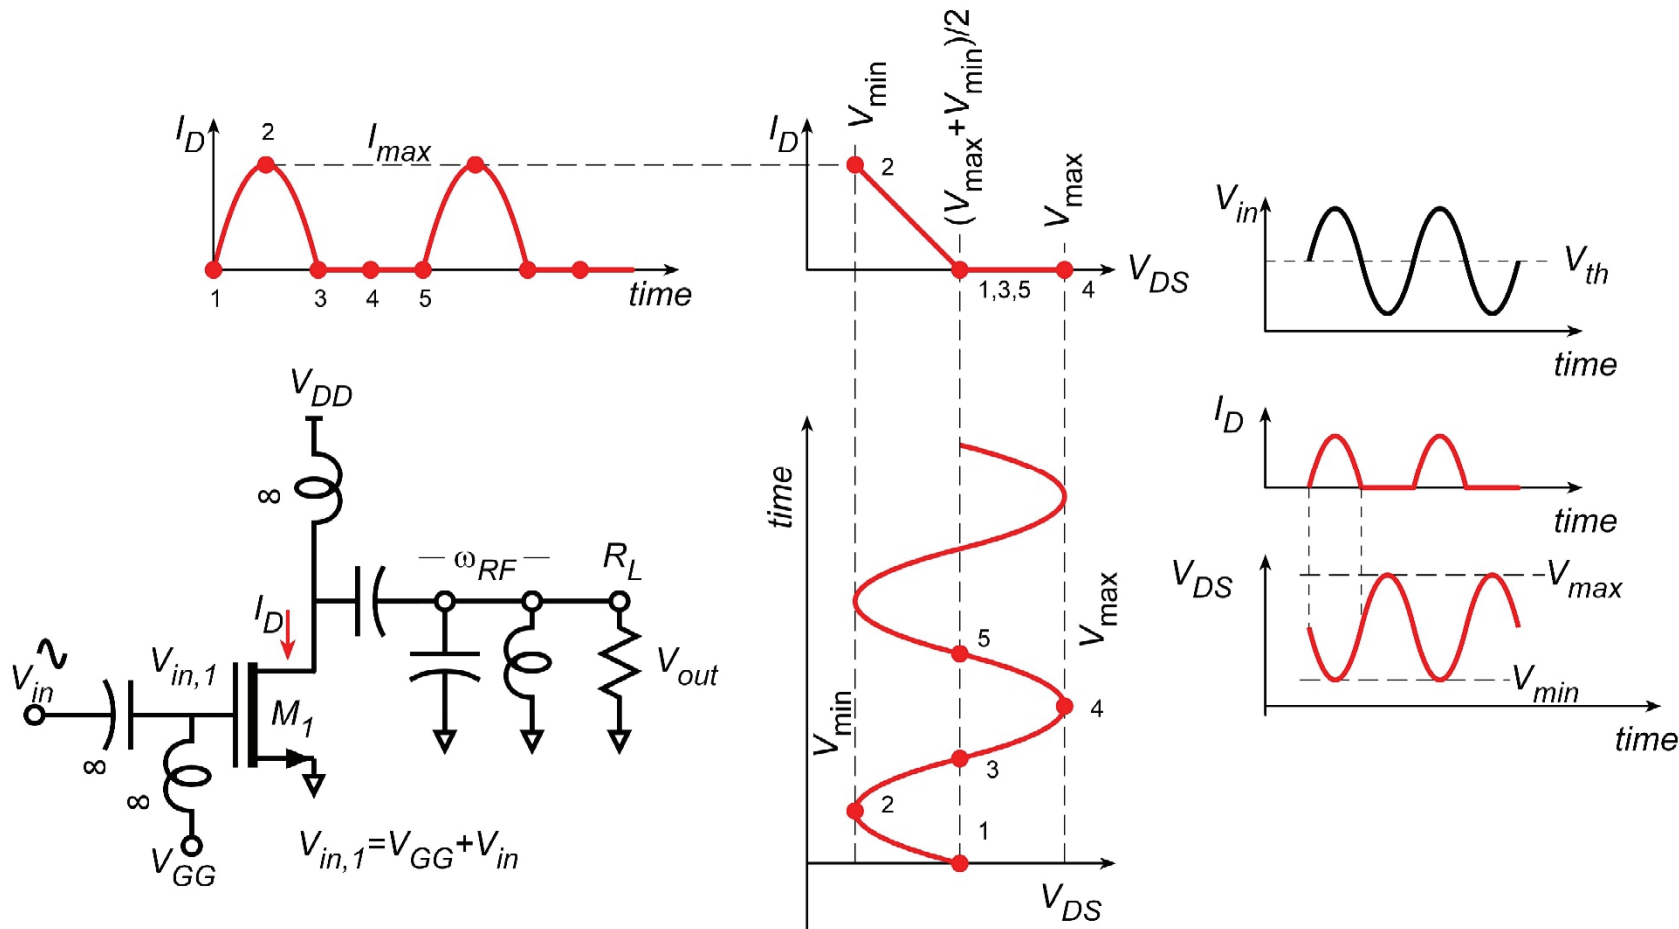 I_D
2
I_max
1
3
4
5
time
I_D
V_min
(V_max+V_min)/2
V_max
2
1,3,5
4
V_DS
V_in
V_th
time
I_D
time
V_DS
V_max
V_min
time
V_DD
∞
ω_RF
R_L
I_D
V_in
V_in,1
M_1
V_out
∞
∞
V_GG
V_in,1=V_GG+V_in
time
V_min
V_max
5
4
3
2
1
V_DS